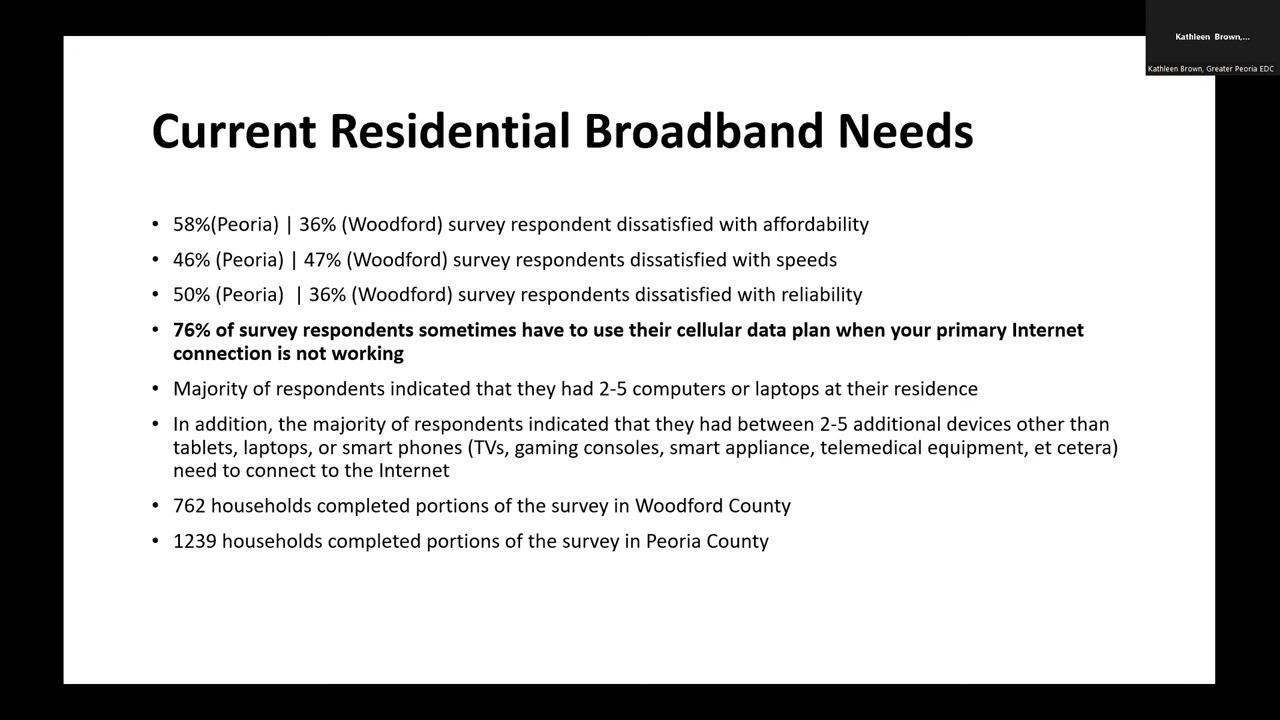 Kathleen Brown,...
Kathleen Brown, Greater Peoria EDC
Current Residential Broadband Needs
• 58%(Peoria) | 36% (Woodford) survey respondent dissatisfied with affordability
• 46% (Peoria) | 47% (Woodford) survey respondents dissatisfied with speeds
• 50% (Peoria)  | 36% (Woodford) survey respondents dissatisfied with reliability
• 76% of survey respondents sometimes have to use their cellular data plan when your primary Internet
connection is not working
• Majority of respondents indicated that they had 2-5 computers or laptops at their residence
• In addition, the majority of respondents indicated that they had between 2-5 additional devices other than
tablets, laptops, or smart phones (TVs, gaming consoles, smart appliance, telemedical equipment, et cetera)
need to connect to the Internet
• 762 households completed portions of the survey in Woodford County
• 1239 households completed portions of the survey in Peoria County